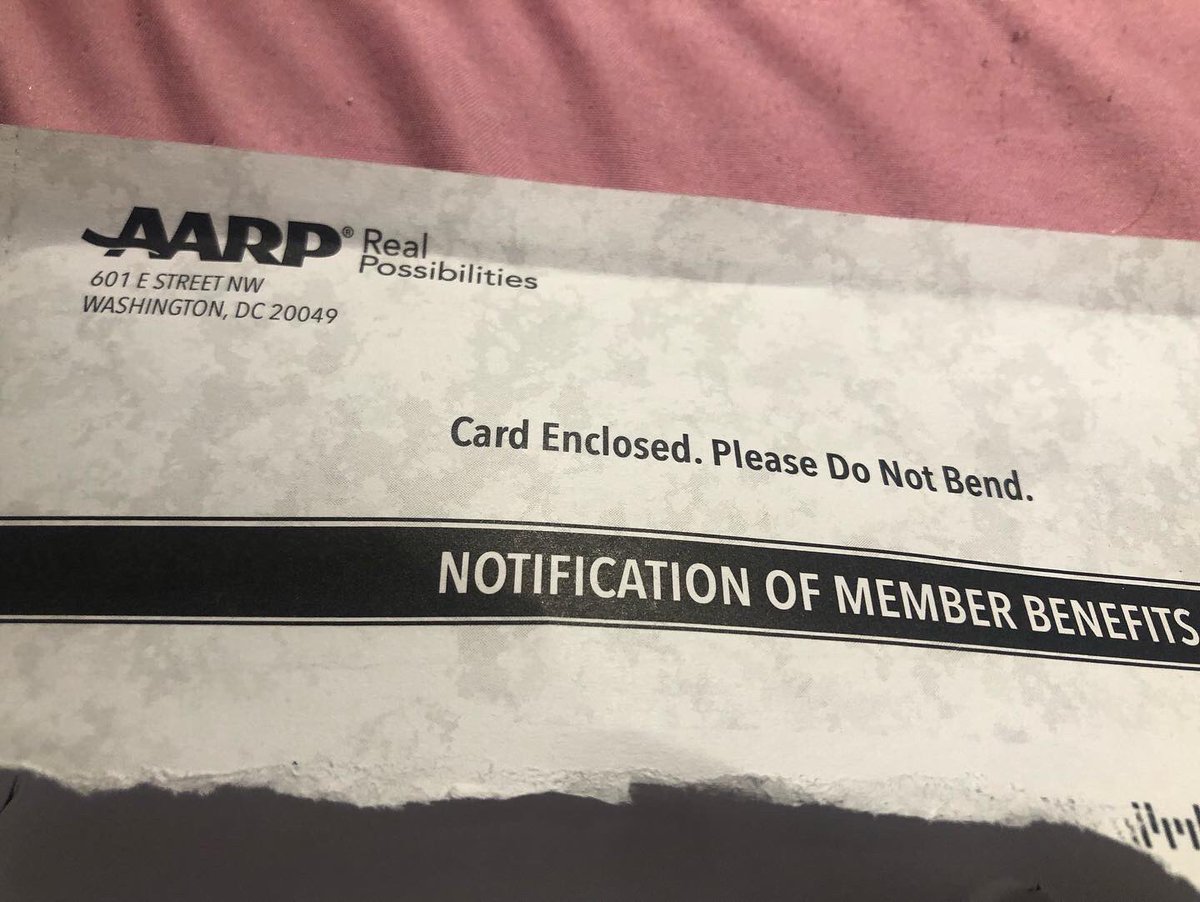 AARP® Real
Possibilities
601 E STREET NW
WASHINGTON, DC 20049
Card Enclosed. Please Do Not Bend.
NOTIFICATION OF MEMBER BENEFITS